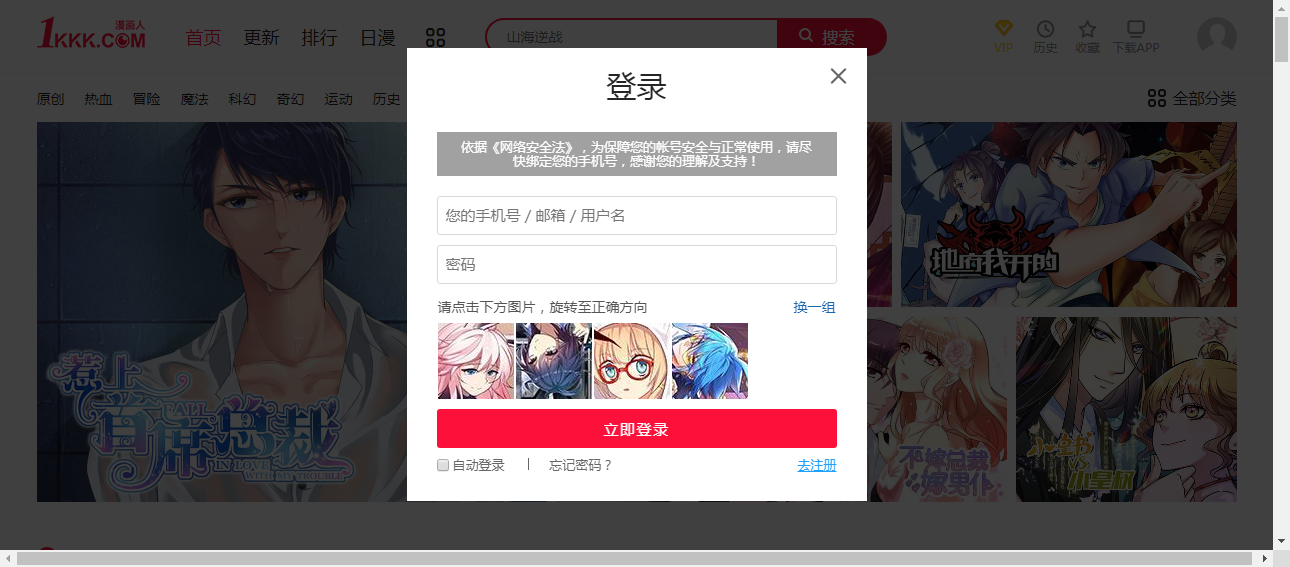 漫画人
1KKK.COM
首页 更新 排行 日漫
山海逆战
搜索
VIP 历史 收藏 下载APP
原创 热血 冒险 魔法 科幻 奇幻 运动 历史
全部分类
登录
依据《网络安全法》，为保障您的帐号安全与正常使用，请尽
快绑定您的手机号，感谢您的理解及支持！
您的手机号 / 邮箱 / 用户名
密码
请点击下方图片，旋转至正确方向 换一组
立即登录
自动登录 | 忘记密码？ 去注册
惹上
首席总裁
FALL
IN LOVE
WITH MY TROUBLE
地府我开的
不嫁总裁
嫁男仆